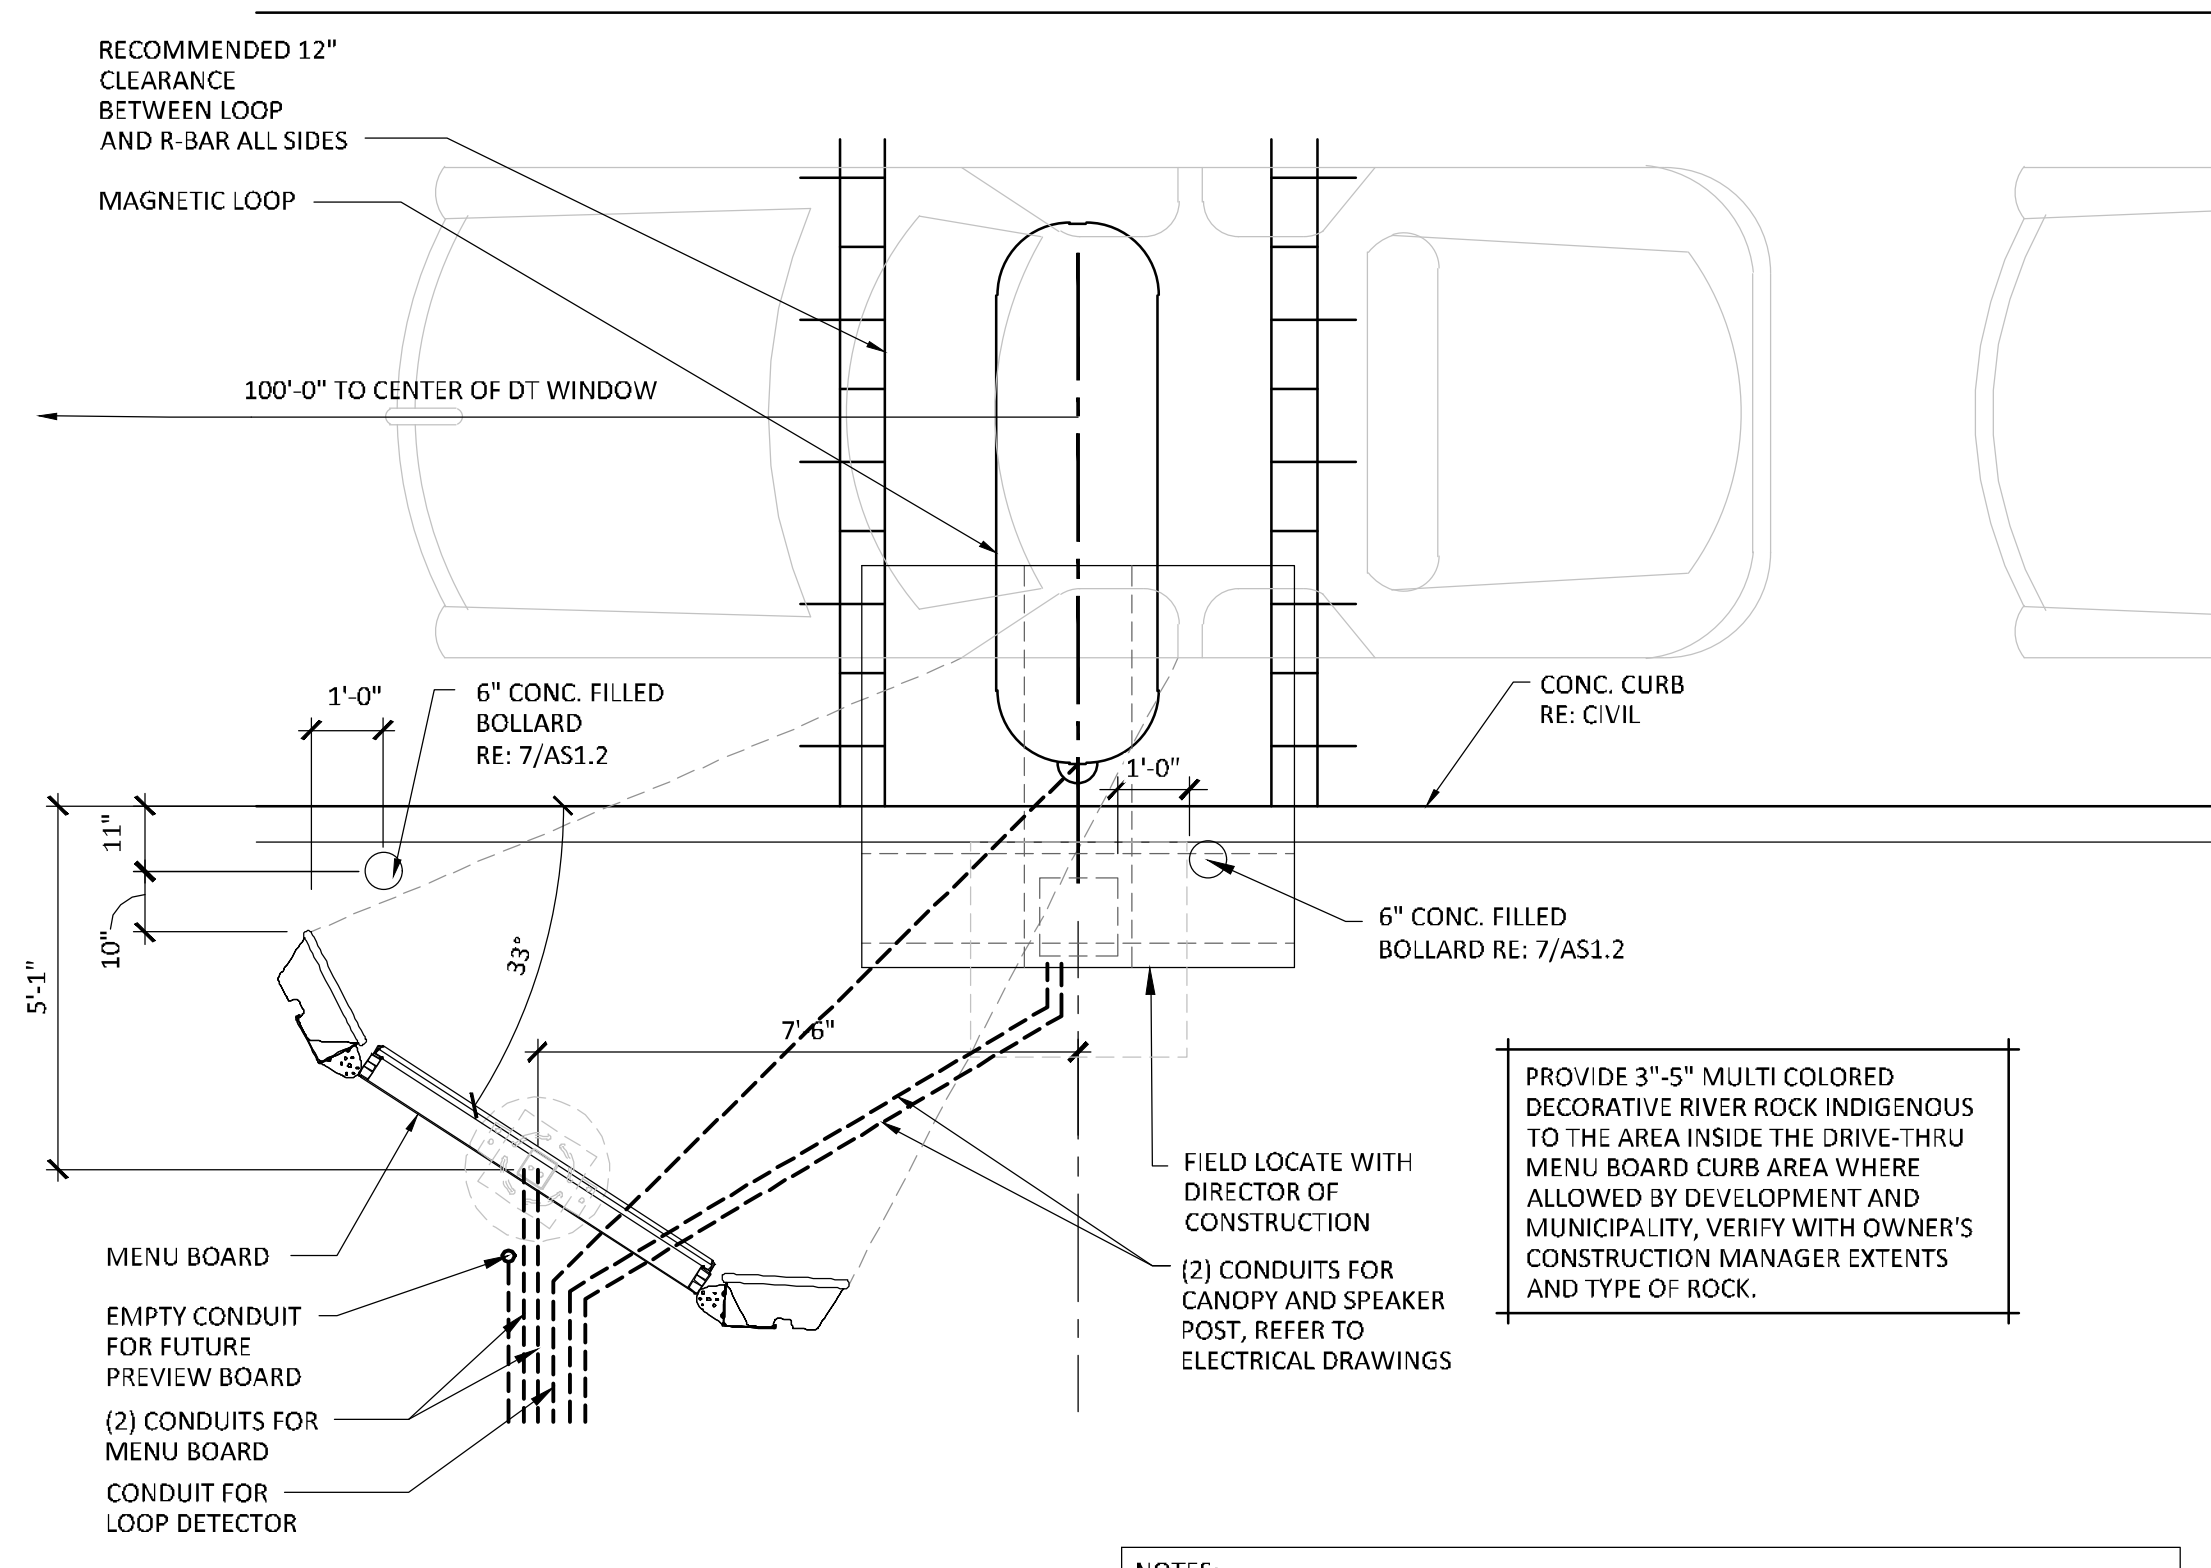 RECOMMENDED 12"
CLEARANCE
BETWEEN LOOP
AND R-BAR ALL SIDES
MAGNETIC LOOP
100'-0" TO CENTER OF DT WINDOW
1'-0"
6" CONC. FILLED
BOLLARD
RE: 7/AS1.2
CONC. CURB
RE: CIVIL
1'-0"
11"
10"
5'-1"
33°
7'-6"
6" CONC. FILLED
BOLLARD RE: 7/AS1.2
PROVIDE 3"-5" MULTI COLORED
DECORATIVE RIVER ROCK INDIGENOUS
TO THE AREA INSIDE THE DRIVE-THRU
MENU BOARD CURB AREA WHERE
ALLOWED BY DEVELOPMENT AND
MUNICIPALITY, VERIFY WITH OWNER'S
CONSTRUCTION MANAGER EXTENTS
AND TYPE OF ROCK.
FIELD LOCATE WITH
DIRECTOR OF
CONSTRUCTION
(2) CONDUITS FOR
CANOPY AND SPEAKER
POST, REFER TO
ELECTRICAL DRAWINGS
MENU BOARD
EMPTY CONDUIT
FOR FUTURE
PREVIEW BOARD
(2) CONDUITS FOR
MENU BOARD
CONDUIT FOR
LOOP DETECTOR
NOTES: